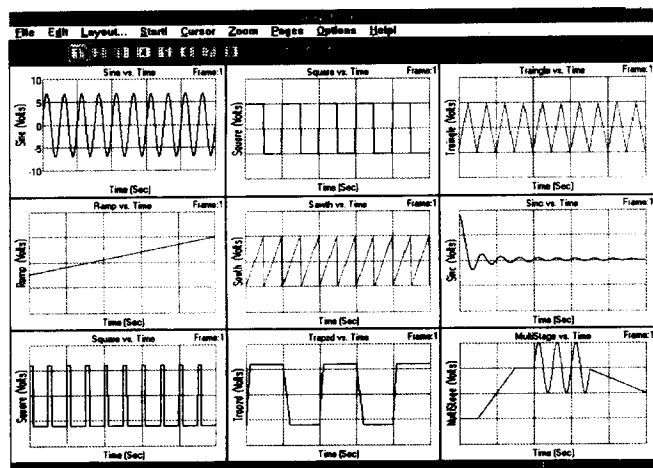 File Edit Layout... Start! Cursor Zoom Pages Options Help!
Sine vs. Time Frame:1
Sine (Volts)
10
5
0
-5
-10
Time (Sec)
Square vs. Time Frame:1
Square (Volts)
Time (Sec)
Traingle vs. Time Frame:1
Traingle (Volts)
Time (Sec)
Ramp vs. Time Frame:1
Ramp (Volts)
Time (Sec)
Sawth vs. Time Frame:1
Sawth (Volts)
Time (Sec)
Sinc vs. Time Frame:1
Sinc (Volts)
Time (Sec)
Square vs. Time Frame:1
Square (Volts)
Time (Sec)
Trapzd vs. Time Frame:1
Trapzd (Volts)
Time (Sec)
MultiStage vs. Time Frame:1
MultiStage (Volts)
Time (Sec)